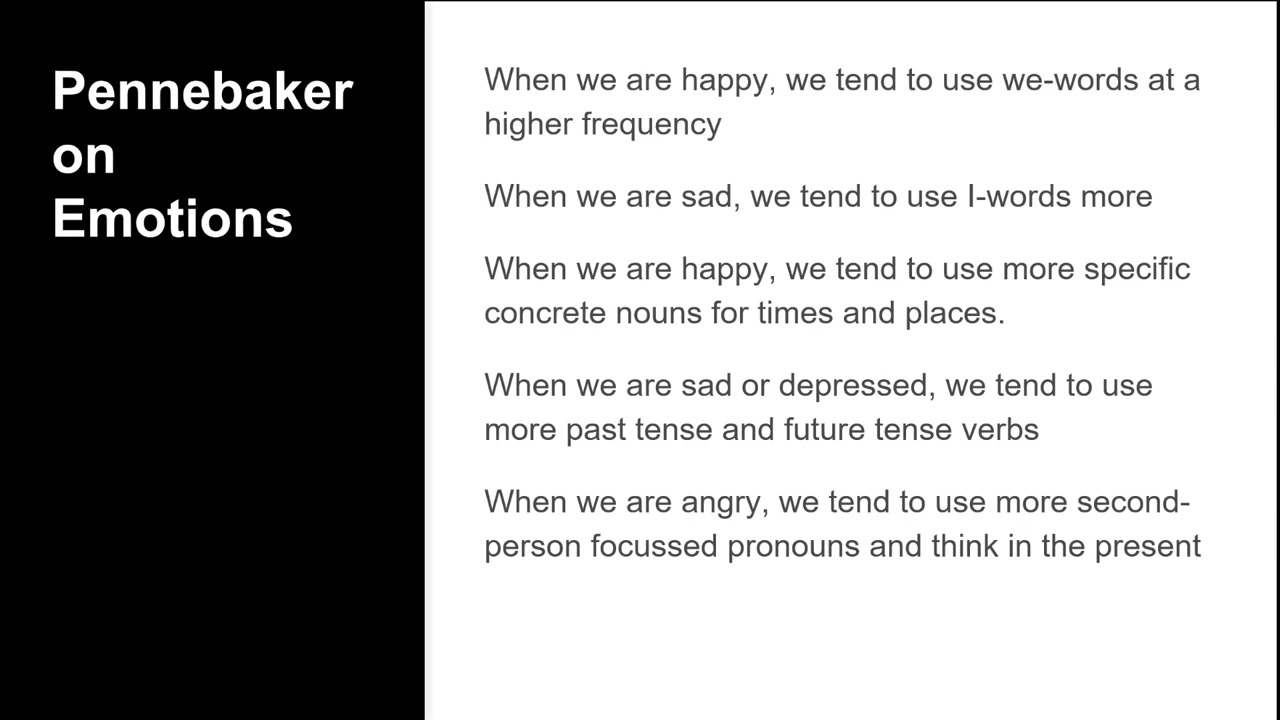 Pennebaker
on
Emotions
When we are happy, we tend to use we-words at a
higher frequency
When we are sad, we tend to use I-words more
When we are happy, we tend to use more specific
concrete nouns for times and places.
When we are sad or depressed, we tend to use
more past tense and future tense verbs
When we are angry, we tend to use more second-
person focussed pronouns and think in the present